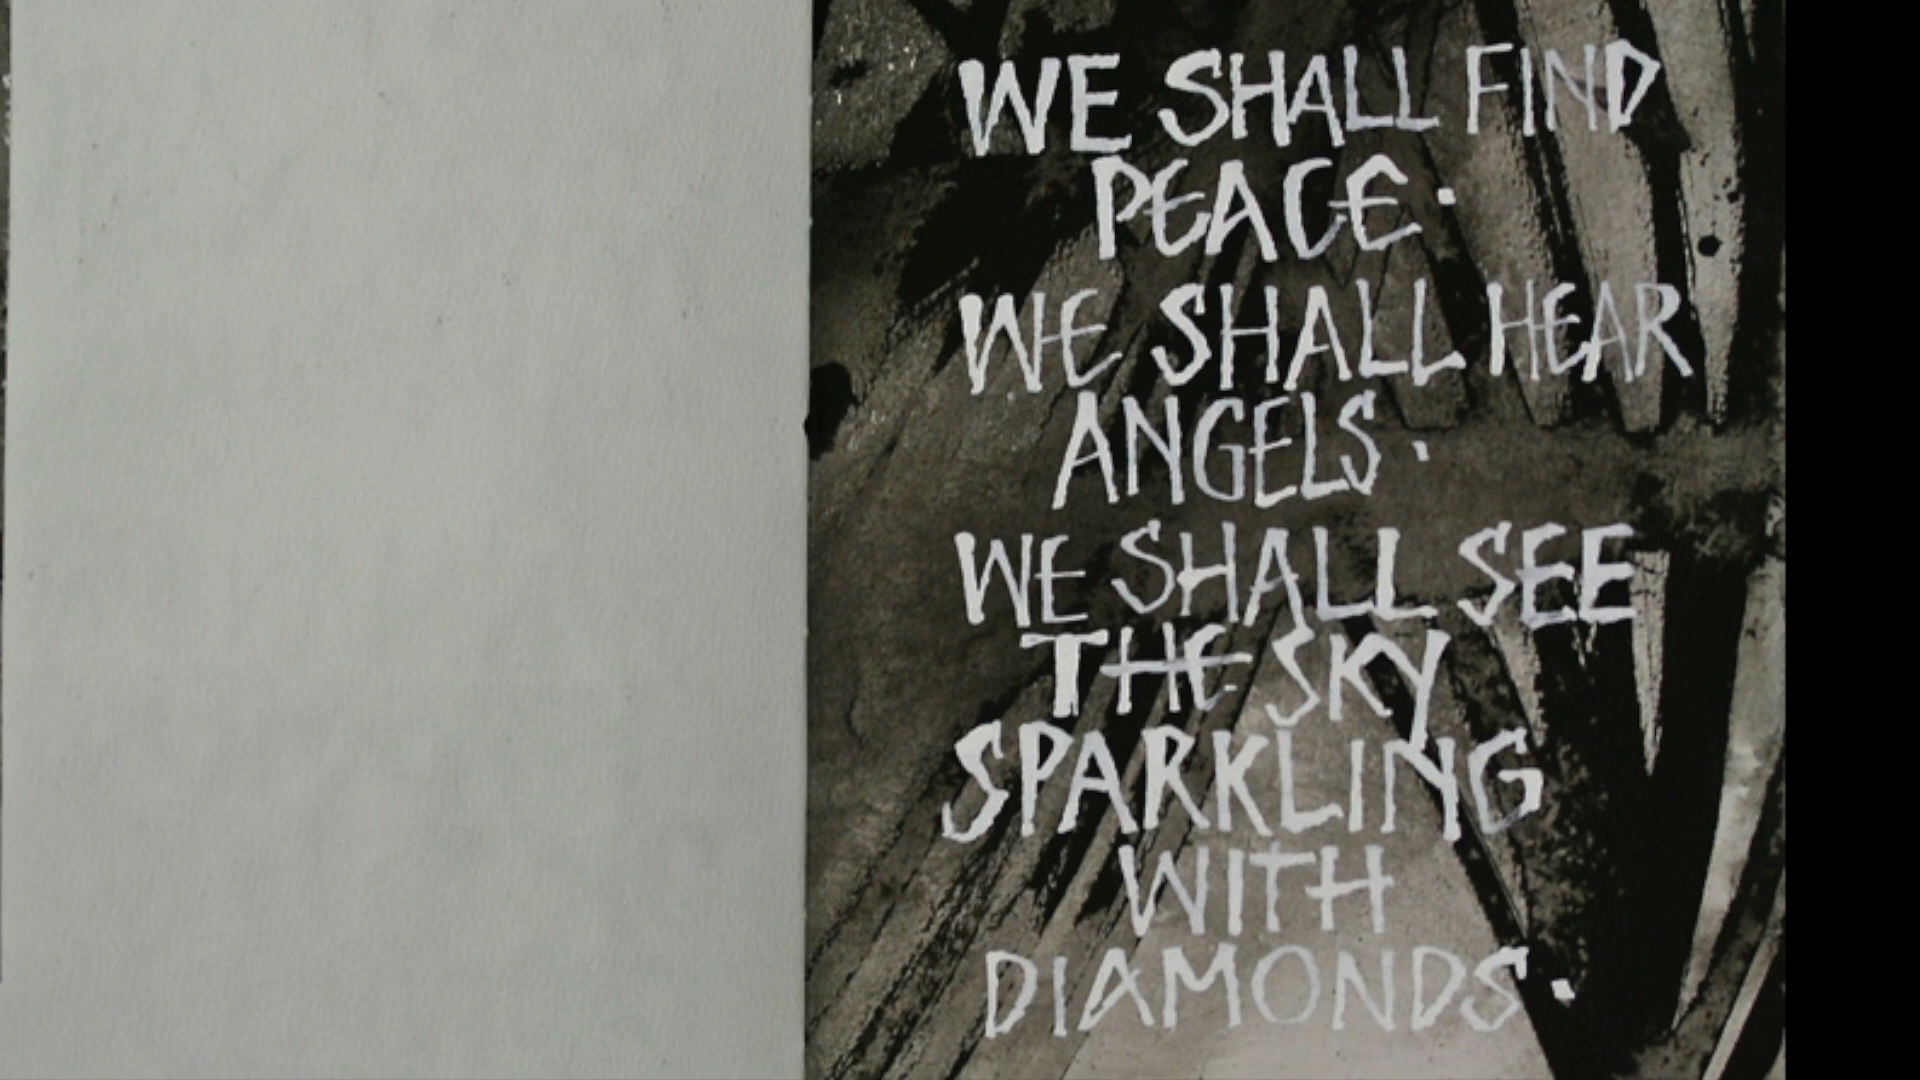 WE SHALL FIND
PEACE·
WE SHALL HEAR
ANGELS·
WE SHALL SEE
THE SKY
SPARKLING
WITH
DIAMONDS·